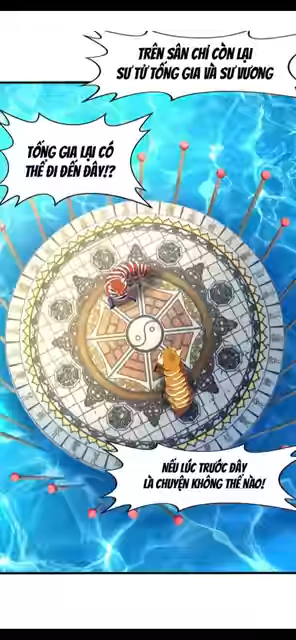 TRÊN SÂN CHỈ CÒN LẠI
SƯ TỬ TỐNG GIA VÀ SƯ VƯƠNG
TỐNG GIA LẠI CÓ
THỂ ĐI ĐẾN ĐÂY!?
NẾU LÚC TRƯỚC ĐÂY
LÀ CHUYỆN KHÔNG THỂ NÀO!